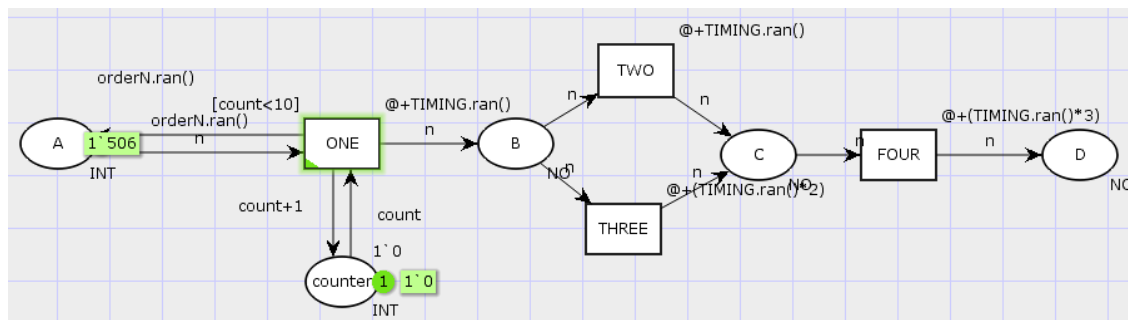 @+TIMING.ran()
TWO
orderN.ran()
[count<10]
@+TIMING.ran()
n
n
orderN.ran()
@+(TIMING.ran()*3)
A
1`506
n
ONE
n
B
C
n
FOUR
n
D
INT
NO
n
n
NO
NO
@+(TIMING.ran()*2)
count+1
count
THREE
1`0
counter
1
1`0
INT